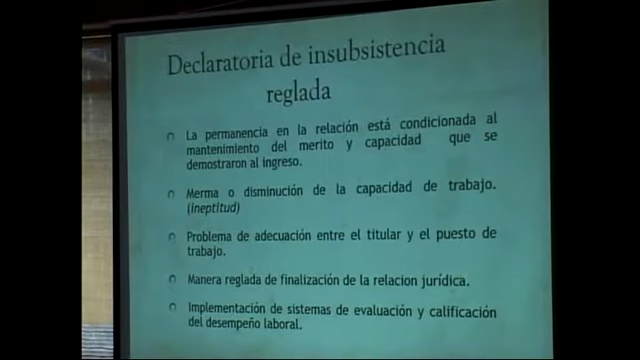 Declaratoria de insubsistencia
reglada
La permanencia en la relación está condicionada al
mantenimiento del merito y capacidad que se
demostraron al ingreso.
Merma o disminución de la capacidad de trabajo.
(ineptitud)
Problema de adecuación entre el titular y el puesto de
trabajo.
Manera reglada de finalización de la relacion jurídica.
Implementación de sistemas de evaluación y calificación
del desempeño laboral.